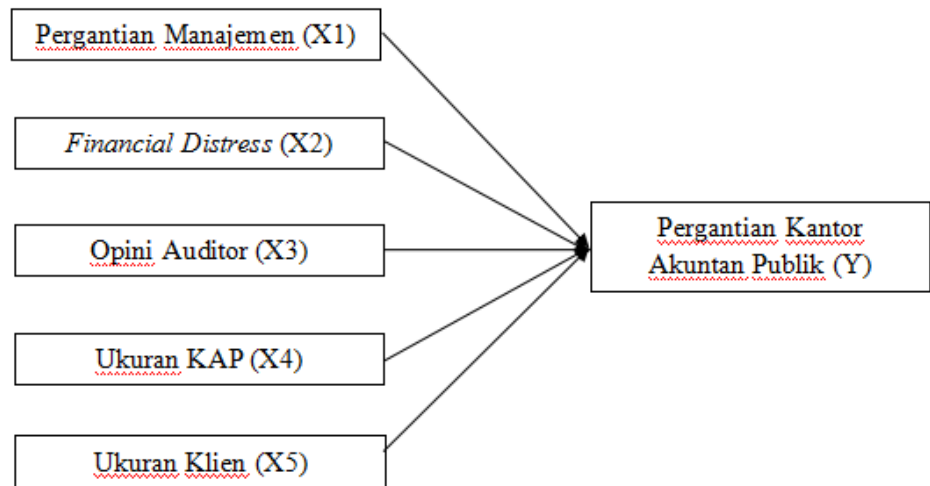 Pergantian Manajemen (X1)
Financial Distress (X2)
Opini Auditor (X3)
Ukuran KAP (X4)
Ukuran Klien (X5)
Pergantian Kantor
Akuntan Publik (Y)